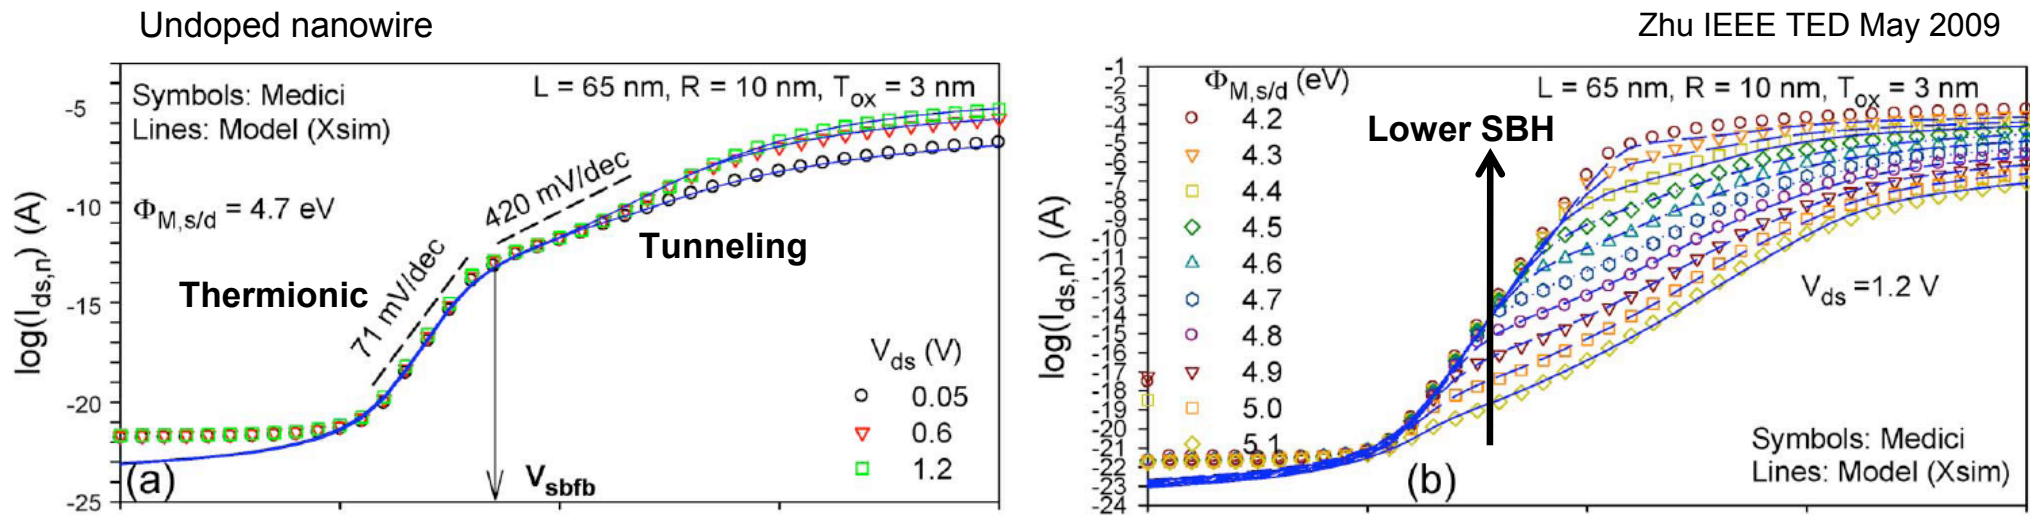 Undoped nanowire
Zhu IEEE TED May 2009
Symbols: Medici
Lines: Model (Xsim)
L = 65 nm, R = 10 nm, Tox = 3 nm
ΦM,s/d = 4.7 eV
Thermionic
71 mV/dec
420 mV/dec
Tunneling
Vsbfb
Vds (V)
0.05
0.6
1.2
(a)
log(Ids,n) (A)
-5
-10
-15
-20
-25
ΦM,s/d (eV)
4.2
4.3
4.4
4.5
4.6
4.7
4.8
4.9
5.0
5.1
L = 65 nm, R = 10 nm, Tox = 3 nm
Lower SBH
Vds =1.2 V
Symbols: Medici
Lines: Model (Xsim)
(b)
log(Ids,n) (A)
-1
-2
-3
-4
-5
-6
-7
-8
-9
-10
-11
-12
-13
-14
-15
-16
-17
-18
-19
-20
-21
-22
-23
-24